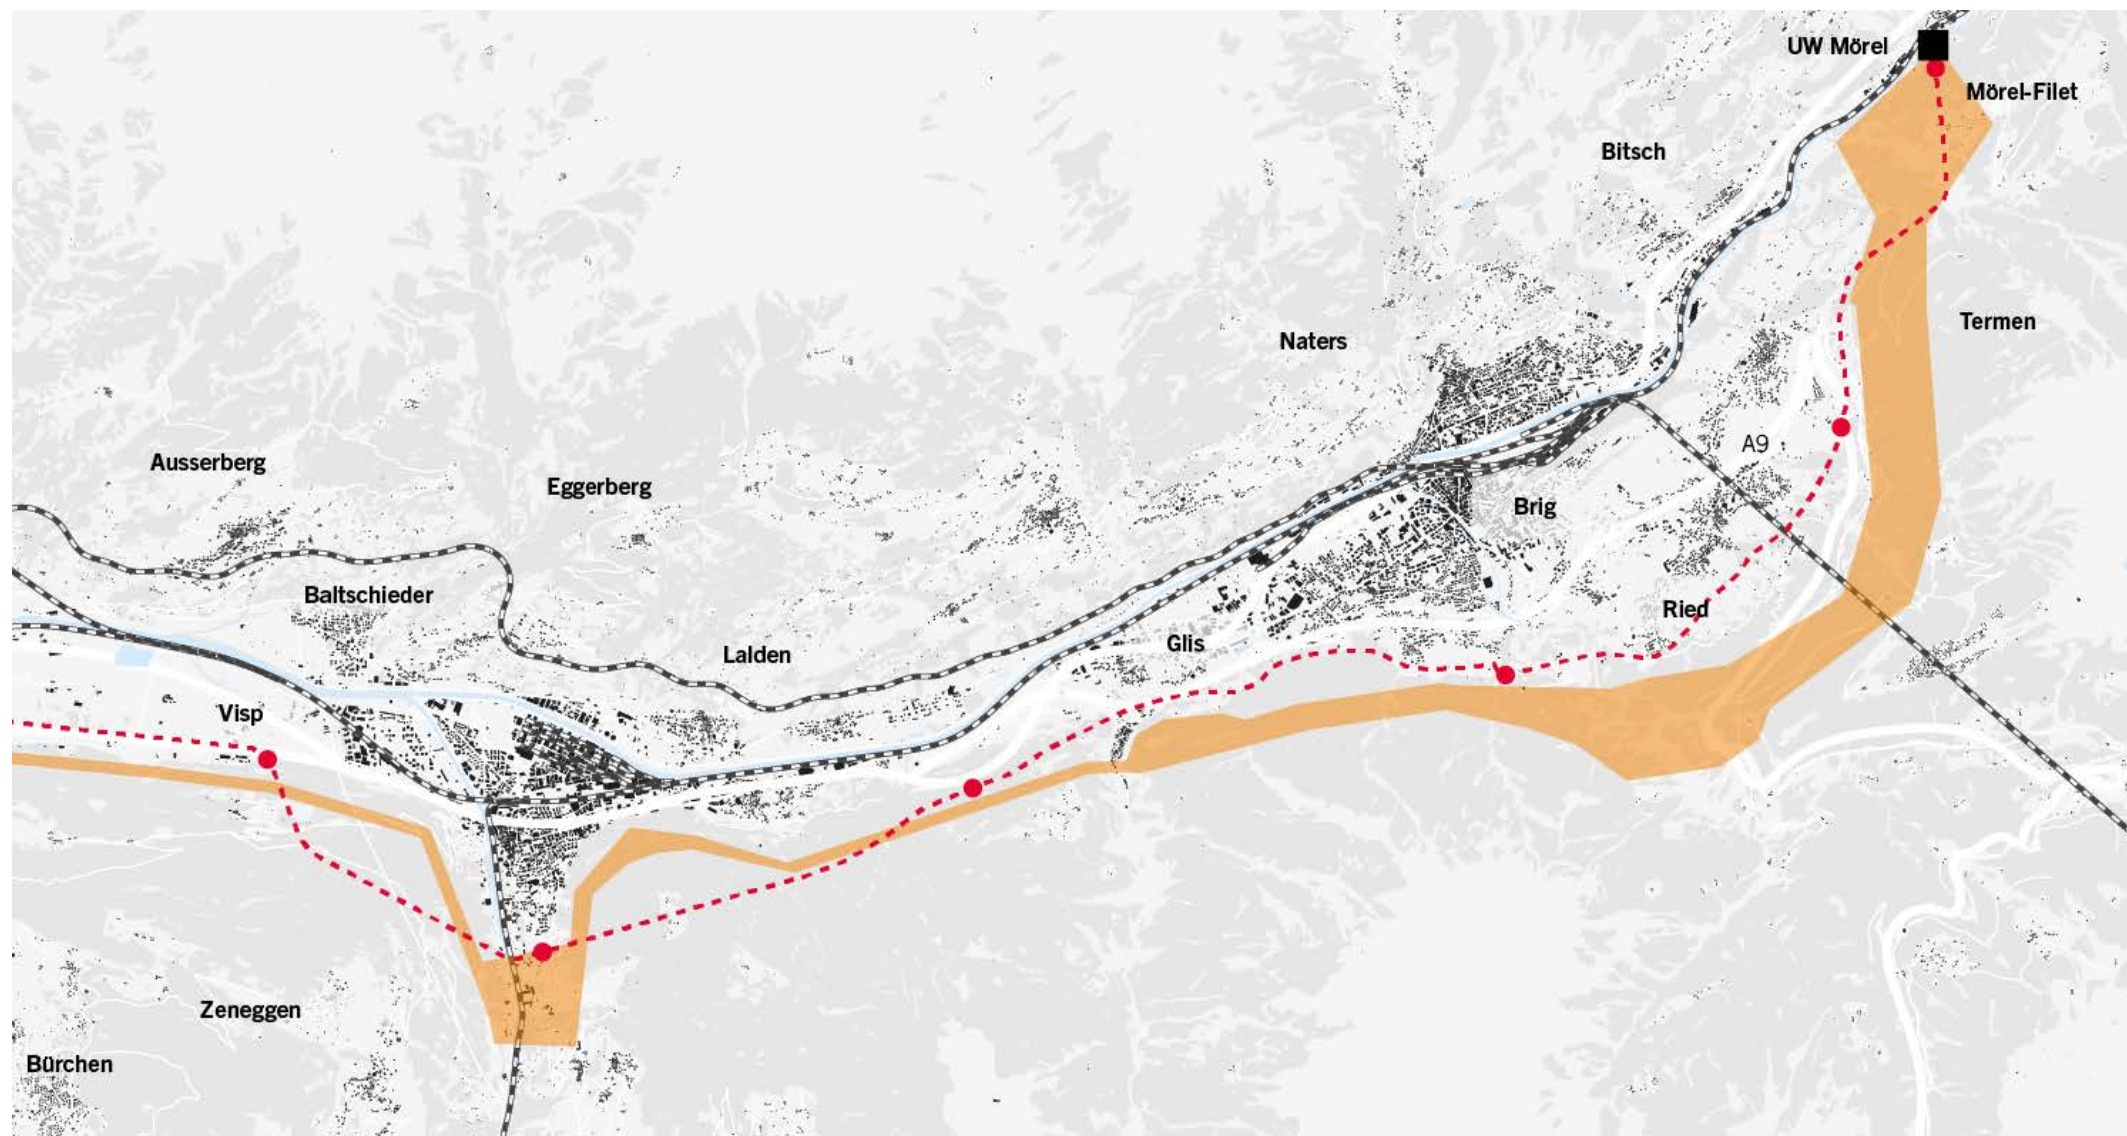 UW Mörel
Mörel-Filet
Bitsch
Termen
Naters
A9
Ausserberg
Eggerberg
Brig
Baltschieder
Ried
Glis
Lalden
Visp
Zeneggen
Bürchen